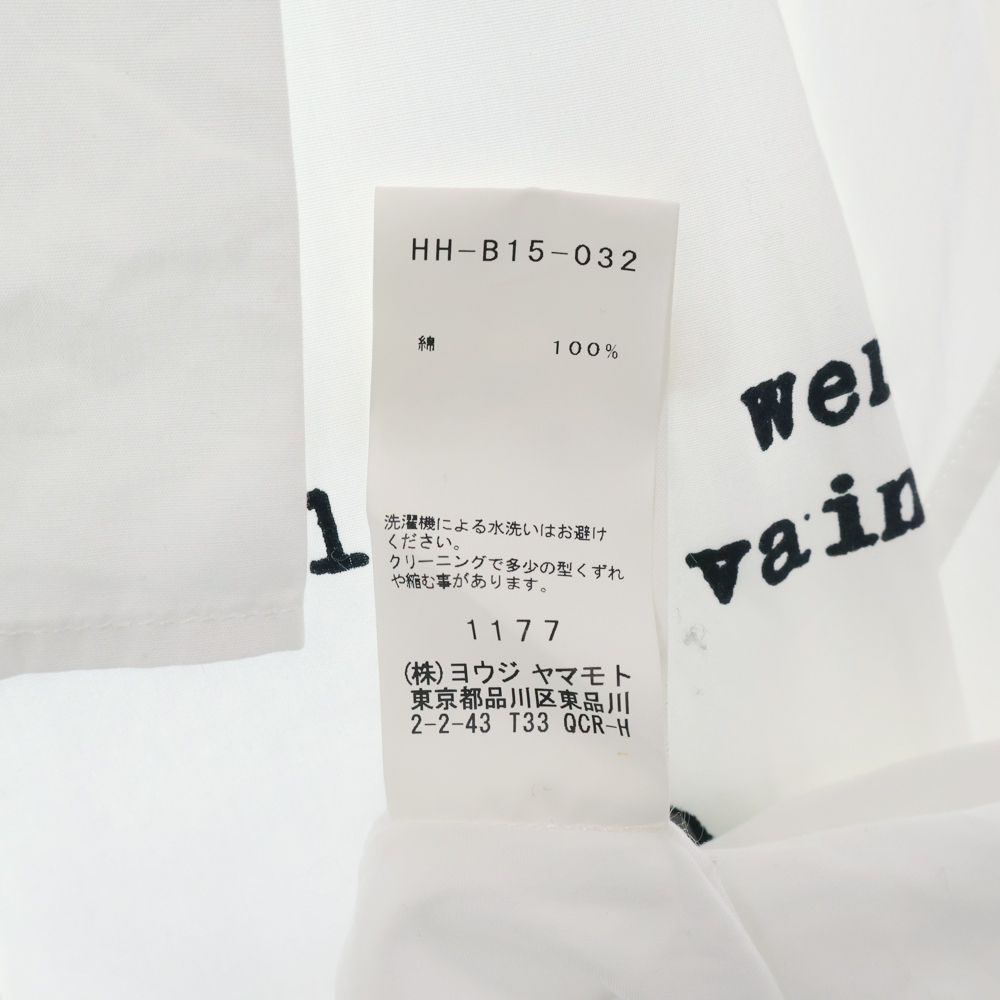 HH-B15-032
綿 100%
wel
vain
l
洗濯機による水洗いはお避け
ください。
クリーニングで多少の型くずれ
や縮む事があります。
1177
(株)ヨウジ ヤマモト
東京都品川区東品川
2-2-43 T33 QCR-H